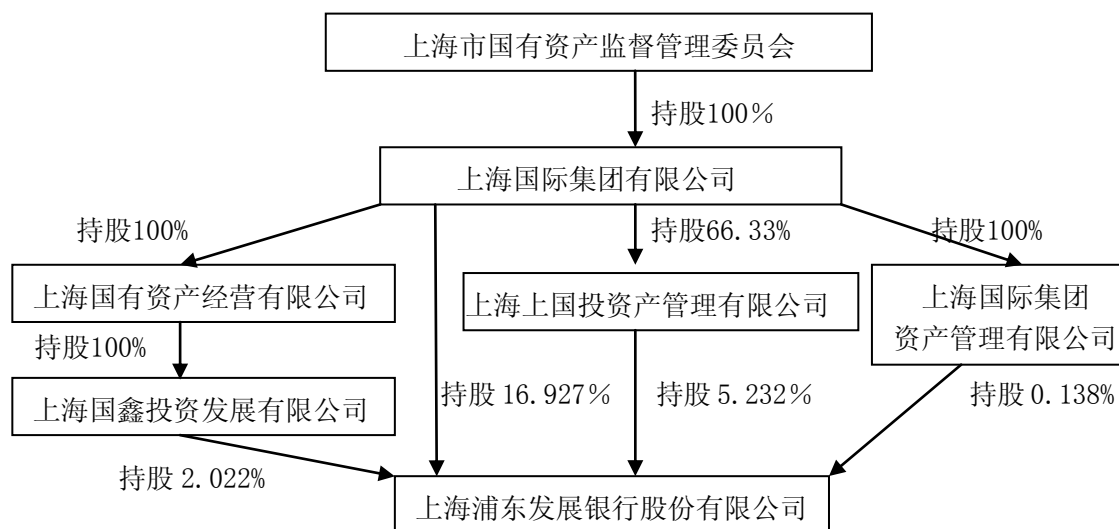 上海市国有资产监督管理委员会
持股100％
上海国际集团有限公司
持股100%
持股66.33%
持股100%
上海国有资产经营有限公司
上海上国投资产管理有限公司
上海国际集团
资产管理有限公司
持股100%
上海国鑫投资发展有限公司
持股 16.927％
持股 5.232％
持股 0.138%
持股 2.022%
上海浦东发展银行股份有限公司